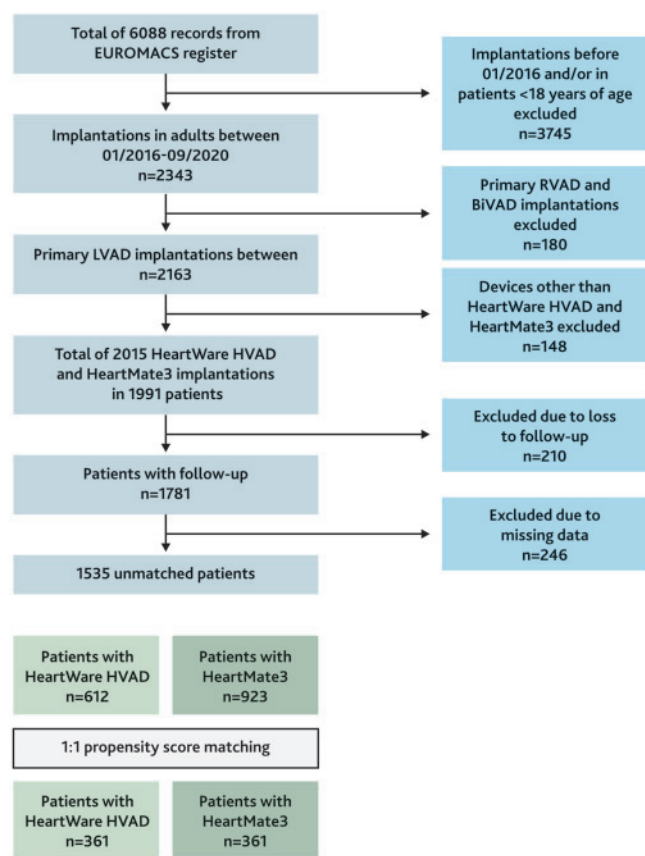 Total of 6088 records from
EUROMACS register
Implantations before
01/2016 and/or in
patients <18 years of age
excluded
n=3745
Implantations in adults between
01/2016-09/2020
n=2343
Primary RVAD and
BiVAD implantations
excluded
n=180
Primary LVAD implantations between
n=2163
Devices other than
HeartWare HVAD and
HeartMate3 excluded
n=148
Total of 2015 HeartWare HVAD
and HeartMate3 implantations
in 1991 patients
Excluded due to loss
to follow-up
n=210
Patients with follow-up
n=1781
Excluded due to
missing data
n=246
1535 unmatched patients
Patients with
HeartWare HVAD
n=612
Patients with
HeartMate3
n=923
1:1 propensity score matching
Patients with
HeartWare HVAD
n=361
Patients with
HeartMate3
n=361